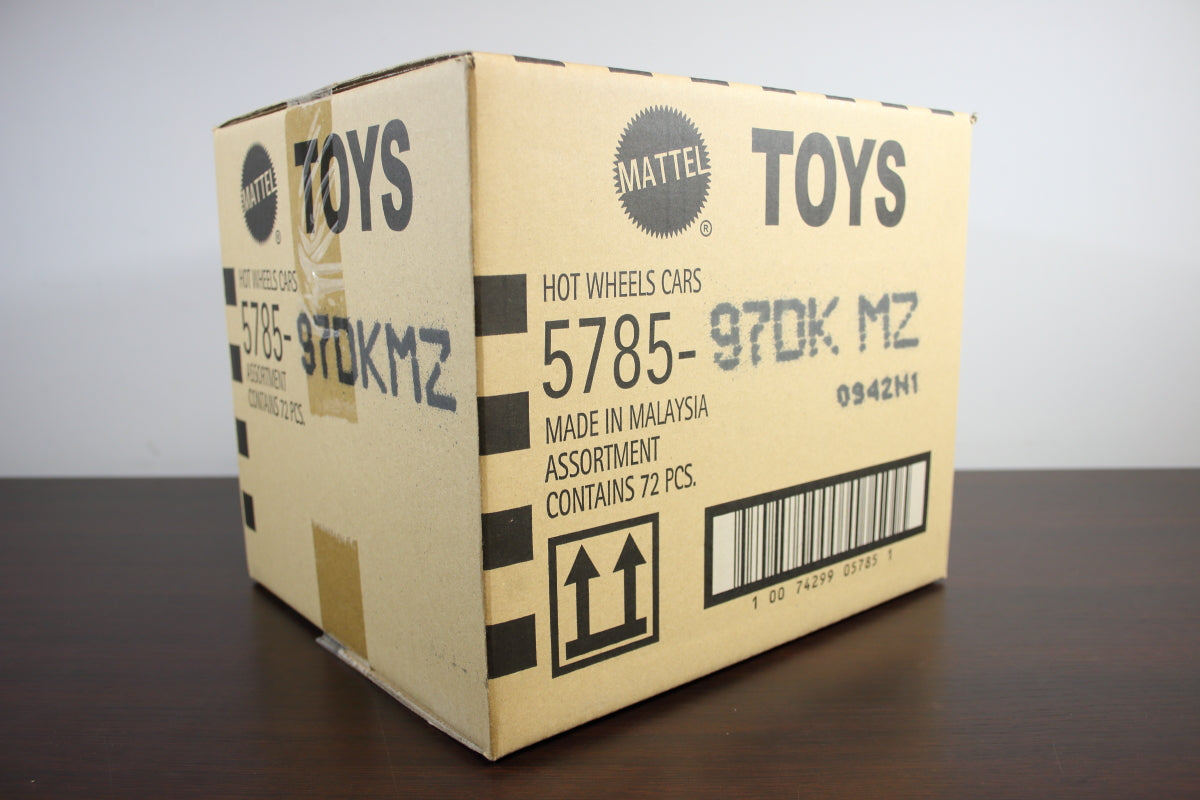 MATTEL
®
TOYS
HOT WHEELS CARS
5785-97DKMZ
ASSORTMENT
CONTAINS 72 PCS.
MATTEL
®
TOYS
HOT WHEELS CARS
5785-97DK MZ
0942H1
MADE IN MALAYSIA
ASSORTMENT
CONTAINS 72 PCS.
1 00 74299 05785 1